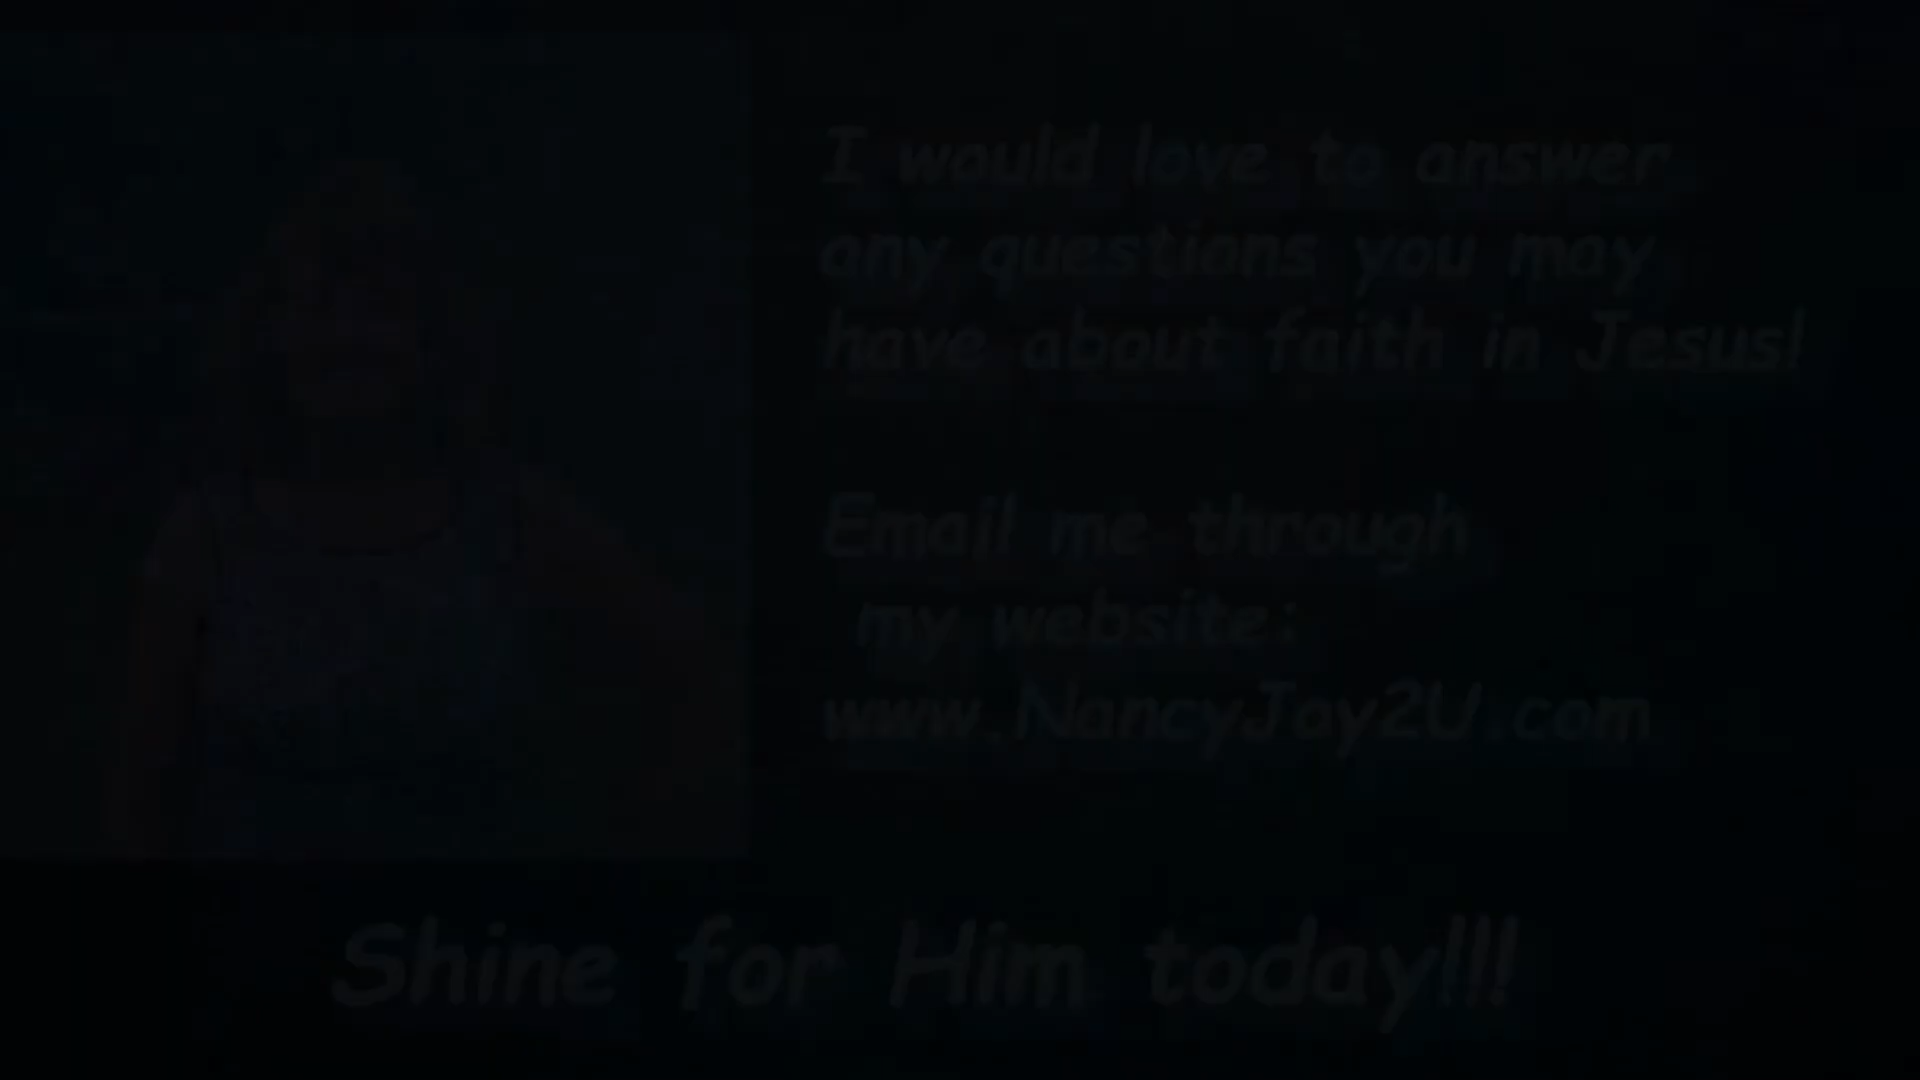 I would love to answer
any questions you may
have about faith in Jesus!
Email me through
my website:
www.NancyJay2U.com
Shine for Him today!!!